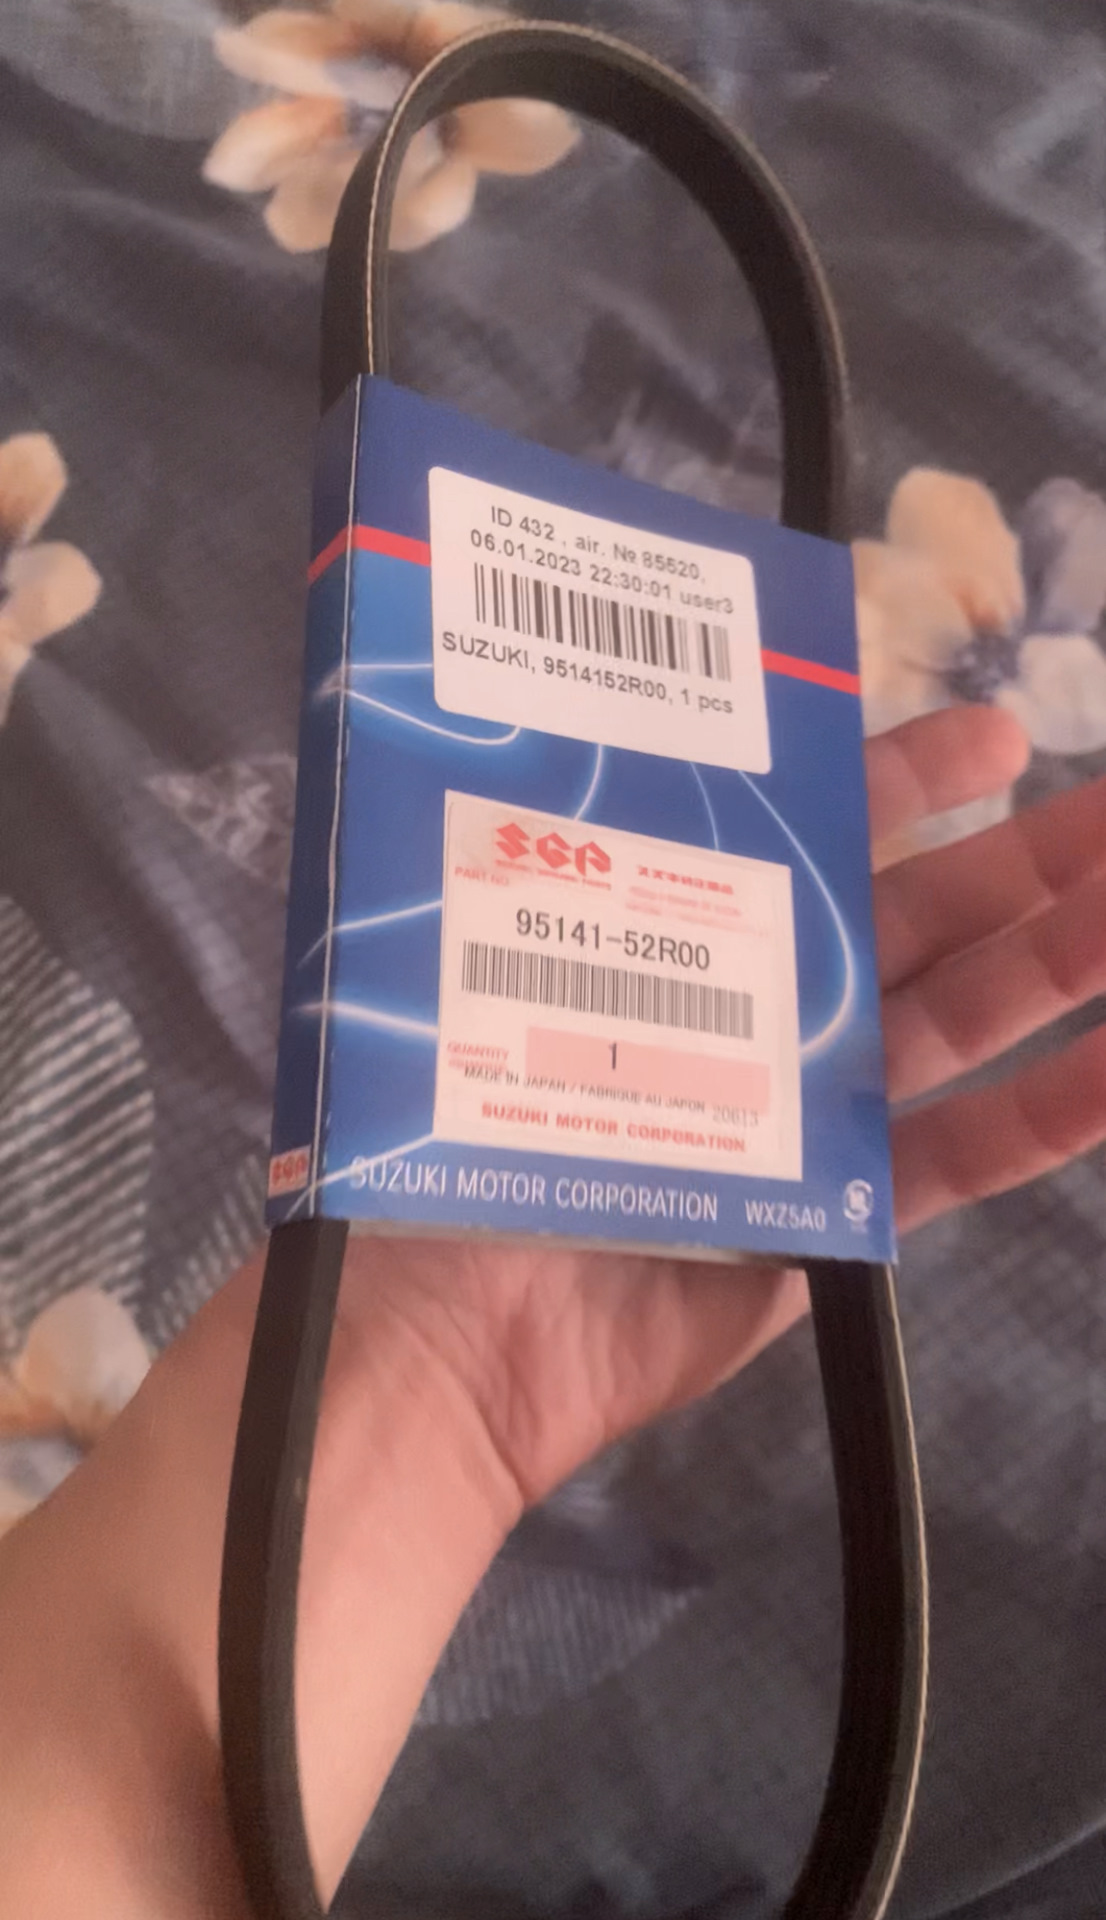 ID 432 , air. № 85520,
06.01.2023 22:30:01 user3
SUZUKI, 9514152R00, 1 pcs
SGP
PART NO.
95141-52R00
QUANTITY
1
MADE IN JAPAN / FABRIQUE AU JAPON 20613
SUZUKI MOTOR CORPORATION
SGP
SUZUKI MOTOR CORPORATION WXZ5A0